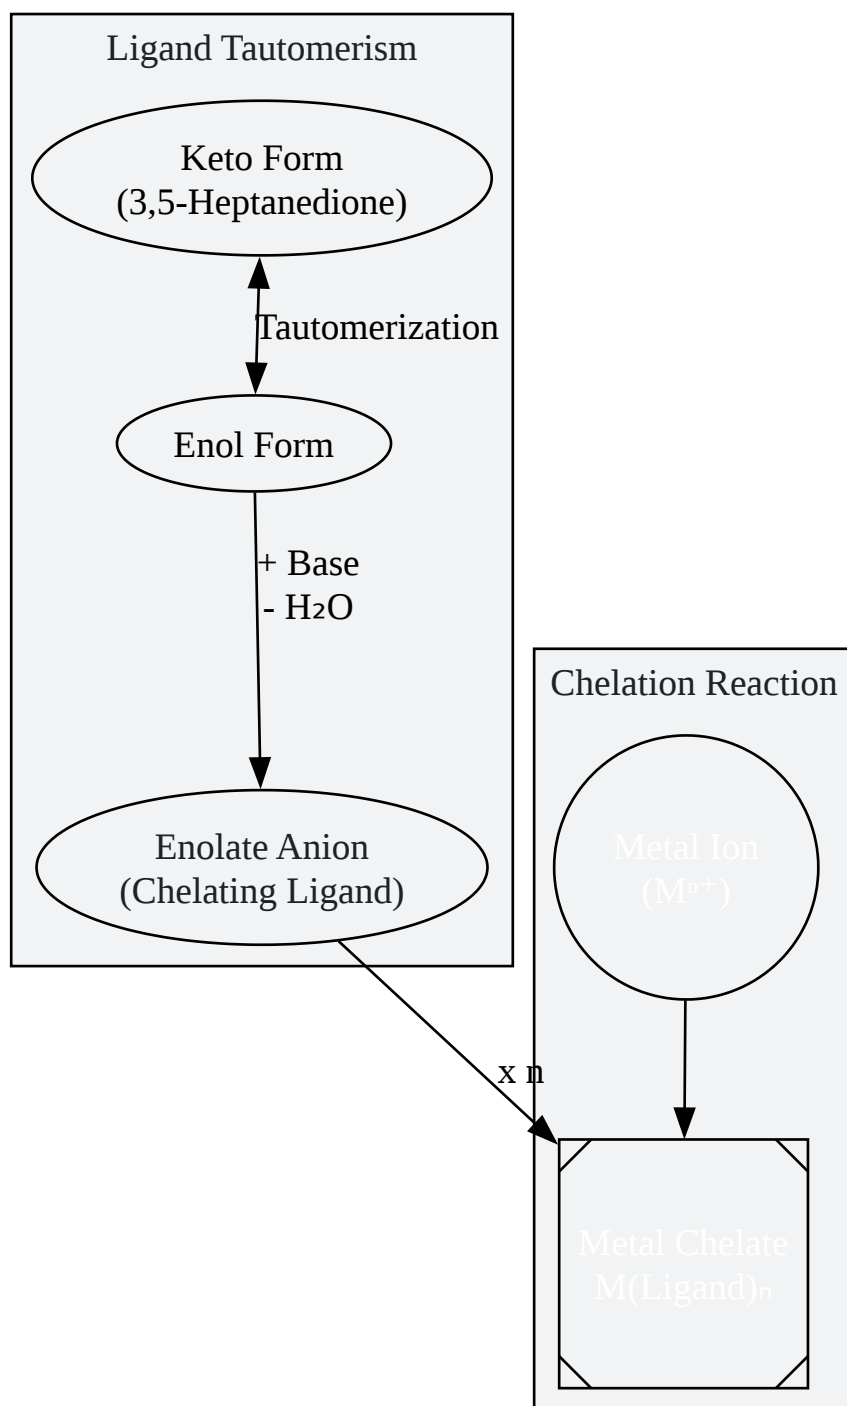 Ligand Tautomerism
Keto Form
(3,5-Heptanedione)
Tautomerization
Enol Form
+ Base
- H₂O
Enolate Anion
(Chelating Ligand)
Chelation Reaction
Metal Ion
(Mⁿ⁺)
x n
Metal Chelate
M(Ligand)ₙ